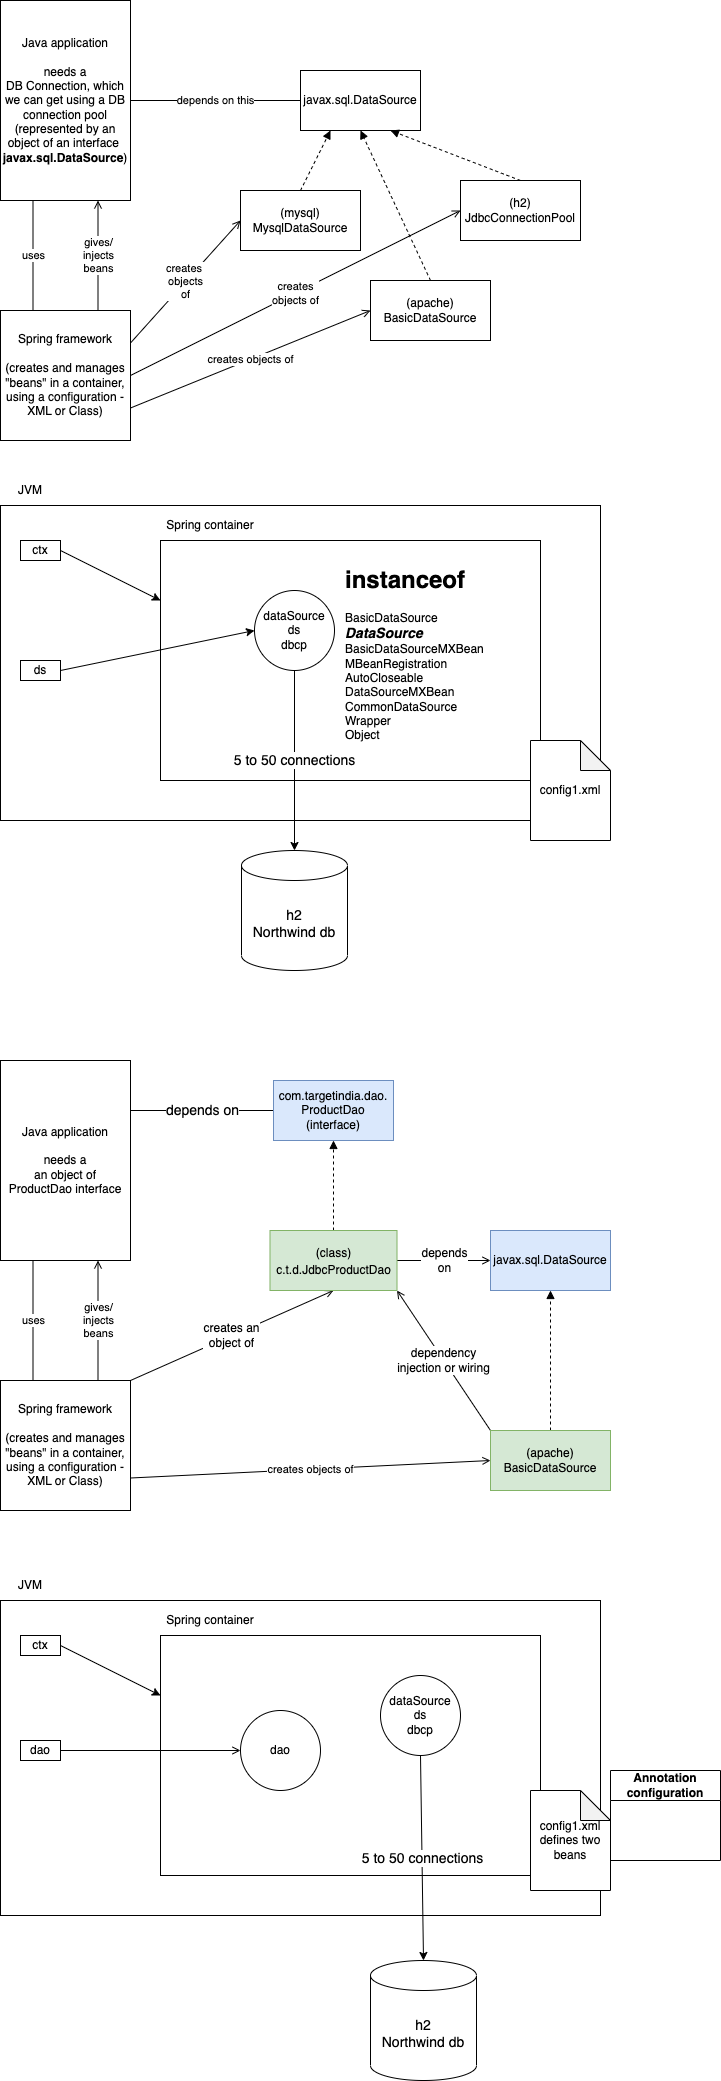 Java application
needs a
DB Connection, which
we can get using a DB
connection pool
(represented by an
object of an interface
javax.sql.DataSource)
depends on this
javax.sql.DataSource
(mysql)
MysqlDataSource
(h2)
JdbcConnectionPool
(apache)
BasicDataSource
uses
gives/
injects
beans
creates
objects
of
creates
objects of
creates objects of
Spring framework
(creates and manages
"beans" in a container,
using a configuration -
XML or Class)
JVM
Spring container
ctx
ds
dataSource
ds
dbcp
instanceof
BasicDataSource
DataSource
BasicDataSourceMXBean
MBeanRegistration
AutoCloseable
DataSourceMXBean
CommonDataSource
Wrapper
Object
5 to 50 connections
config1.xml
h2
Northwind db
Java application
needs a
an object of
ProductDao interface
depends on
com.targetindia.dao.
ProductDao
(interface)
(class)
c.t.d.JdbcProductDao
depends
on
javax.sql.DataSource
uses
gives/
injects
beans
creates an
object of
dependency
injection or wiring
Spring framework
(creates and manages
"beans" in a container,
using a configuration -
XML or Class)
creates objects of
(apache)
BasicDataSource
JVM
Spring container
ctx
dao
dao
dataSource
ds
dbcp
5 to 50 connections
config1.xml
defines two
beans
Annotation
configuration
h2
Northwind db